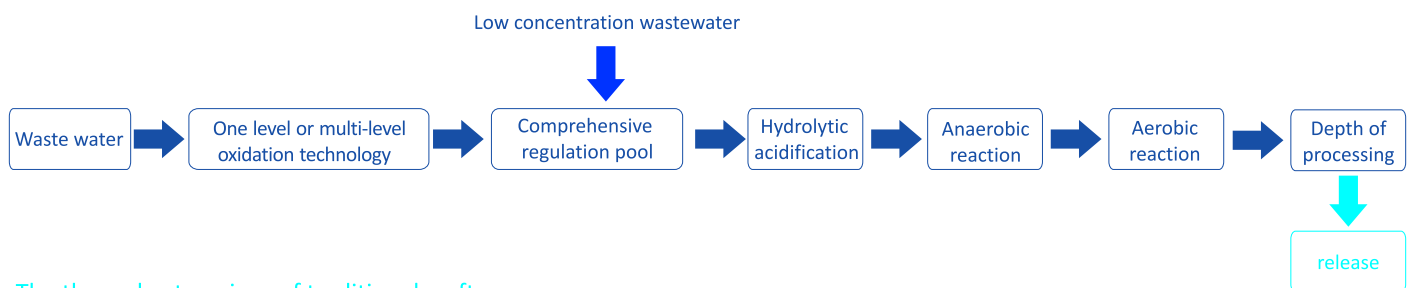 Low concentration wastewater
Waste water
One level or multi-level
oxidation technology
Comprehensive
regulation pool
Hydrolytic
acidification
Anaerobic
reaction
Aerobic
reaction
Depth of
processing
release